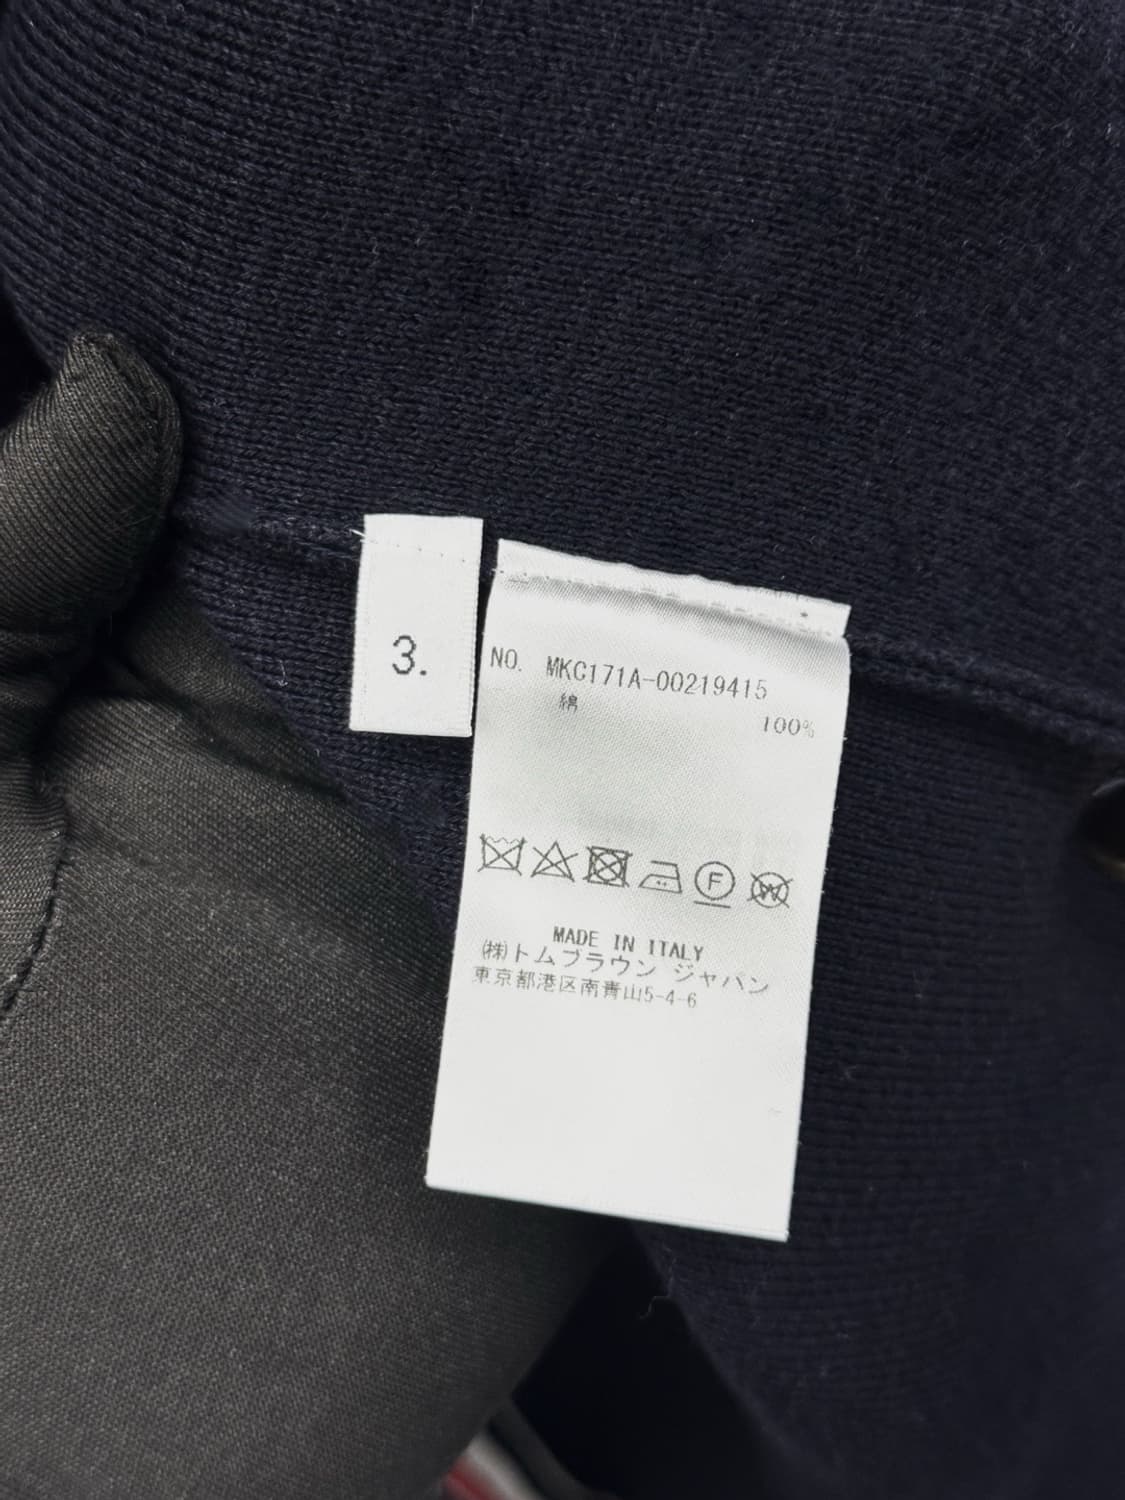 3.
NO. MKC171A-00219415
綿 100%
F
W
MADE IN ITALY
㈱トムブラウン ジャパン
東京都港区南青山5-4-6